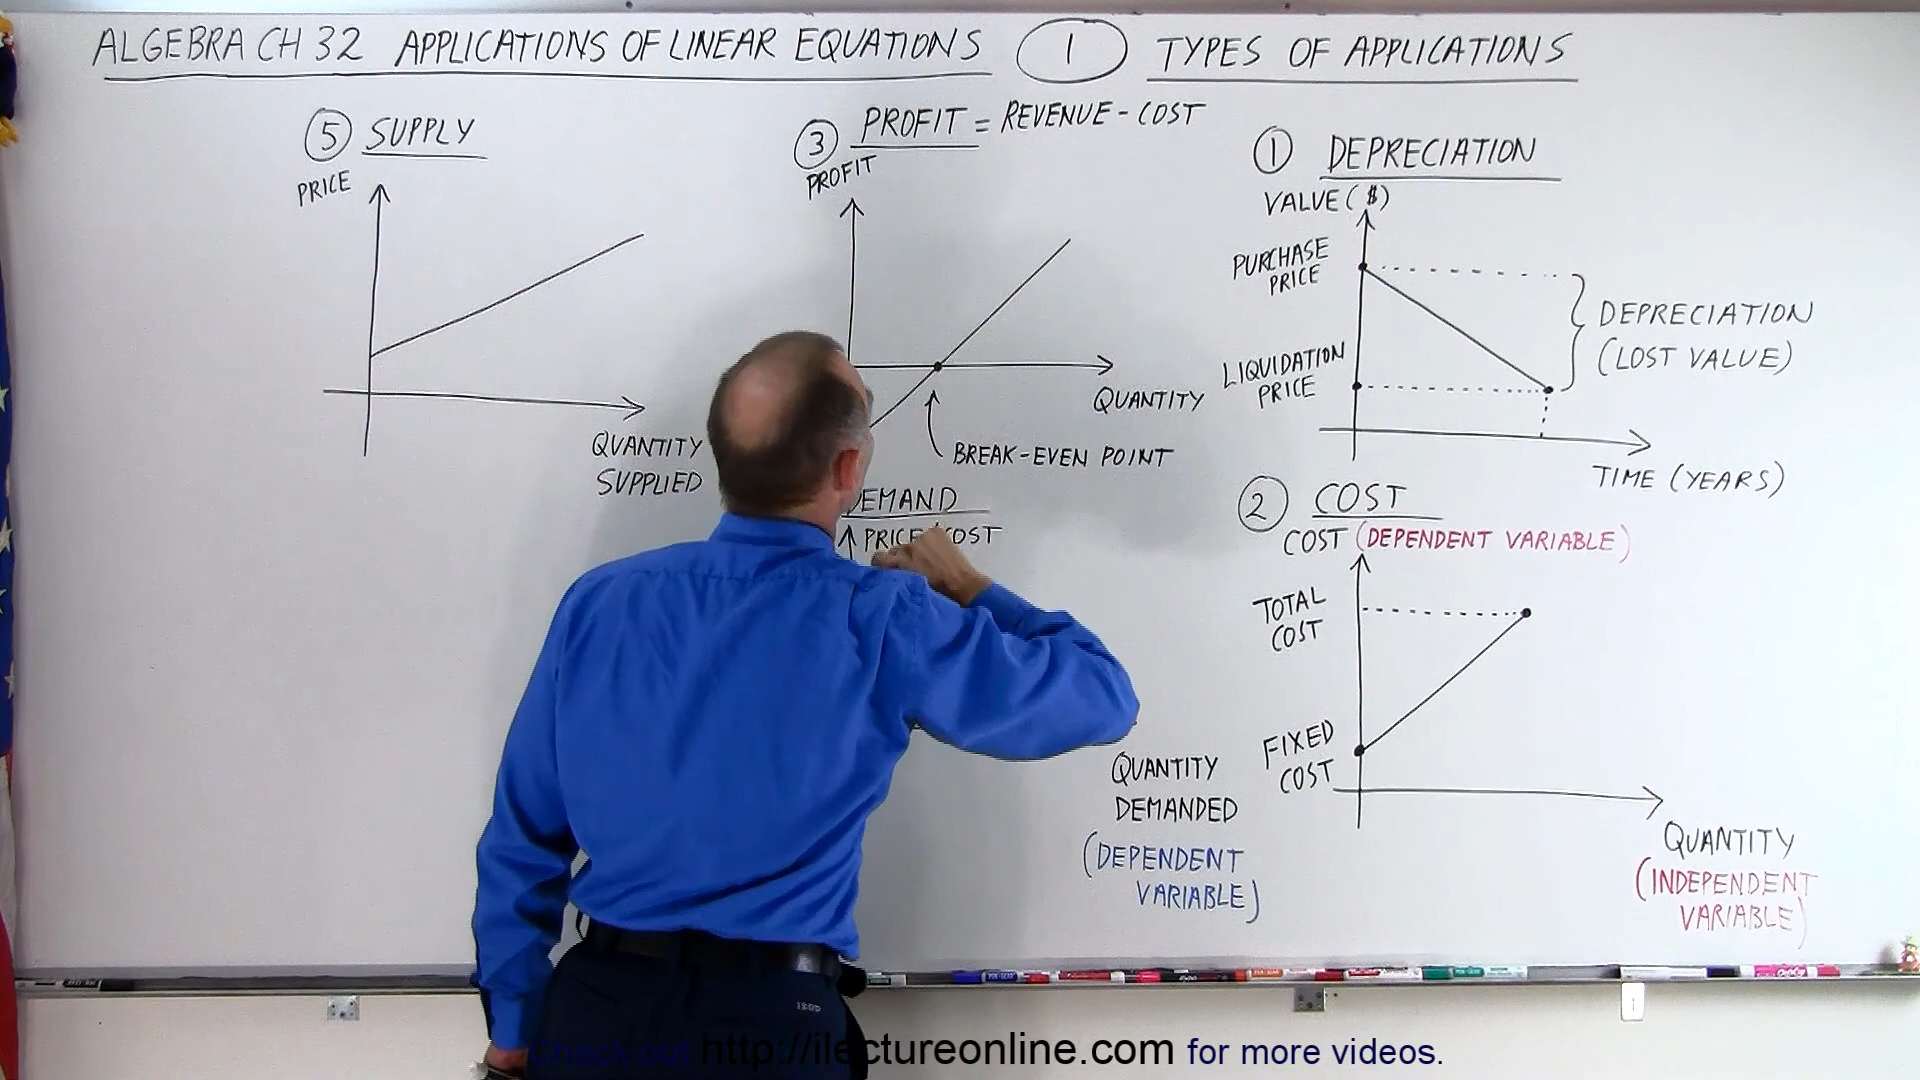 ALGEBRA CH 32 APPLICATIONS OF LINEAR EQUATIONS 1 TYPES OF APPLICATIONS
5 SUPPLY
PRICE
QUANTITY
SUPPLIED
3 PROFIT = REVENUE - COST
PROFIT
QUANTITY
BREAK-EVEN POINT
EMAND
PRICE COST
QUANTITY
DEMANDED
(DEPENDENT
VARIABLE)
1 DEPRECIATION
VALUE ($)
PURCHASE
PRICE
LIQUIDATION
PRICE
DEPRECIATION
(LOST VALUE)
TIME (YEARS)
2 COST
COST (DEPENDENT VARIABLE)
TOTAL
COST
FIXED
COST
QUANTITY
(INDEPENDENT
VARIABLE)
Check out http://ilectureonline.com for more videos.